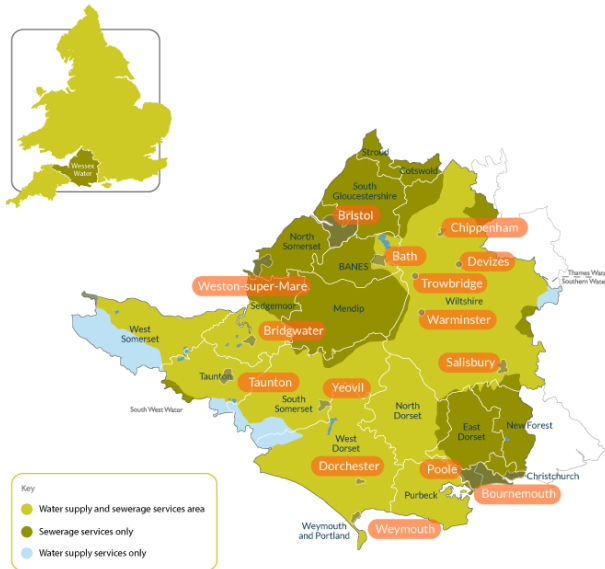 Wessex
Water
Stroud
Cotswold
South
Gloucestershire
Bristol
Chippenham
North
Somerset
Bath
Devizes
BANES
Thames Water
Southern Water
Weston-super-Mare
Trowbridge
Wiltshire
Sedgemoor
Mendip
Warminster
West
Somerset
Bridgwater
Salisbury
Taunton
Taunton
Yeovil
South
Somerset
North
Dorset
South West Water
East
Dorset
New Forest
West
Dorset
Dorchester
Poole
Christchurch
Purbeck
Bournemouth
Weymouth
and Portland
Weymouth
Key
Water supply and sewerage services area
Sewerage services only
Water supply services only